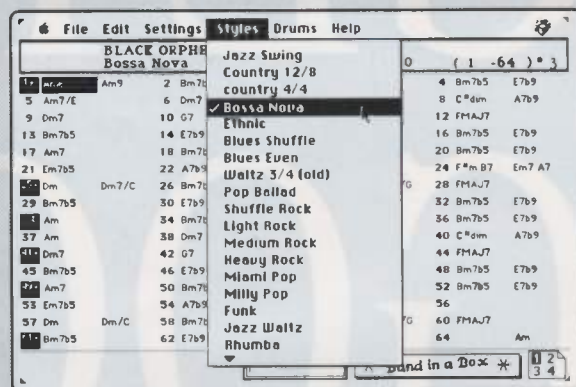 File Edit Settings Styles Drums Help
BLACK ORPHE
Bossa Nova
( 1 -64 )* 3
Am9 2 Bm7b
5 Am7/E 6 Dm7
9 Dm7 10 G7
13 Bm7b5 14 E7b9
17 Am7 18 Bm7b
21 Em7b5 22 A7b9
Dm Dm7/C 26 Bm7b
29 Bm7b5 30 E7b9
Am 34 Bm7b
37 Am 38 Dm7
Dm7 42 G7
45 Bm7b5 46 E7b9
Am7 50 Bm7b
53 Em7b5 54 A7b9
57 Dm Dm/C 58 Bm7b
Bm7b5 62 E7b9
Jazz Swing
Country 12/8
country 4/4
✓ Bossa Nova
Ethnic
Blues Shuffle
Blues Even
Waltz 3/4 (old)
Pop Ballad
Shuffle Rock
Light Rock
Medium Rock
Heavy Rock
Miami Pop
Milly Pop
Funk
Jazz Waltz
Rhumba
4 Bm7b5 E7b9
8 C#dim A7b9
12 FMAJ7
16 Bm7b5 E7b9
20 Bm7b5 E7b9
24 F#m B7 Em7 A7
28 FMAJ7
32 Bm7b5 E7b9
36 Bm7b5 E7b9
40 C#dim A7b9
44 FMAJ7
48 Bm7b5 E7b9
52 Bm7b5 E7b9
56
60 FMAJ7
64 Am
Band in a Box *
1 2
3 4